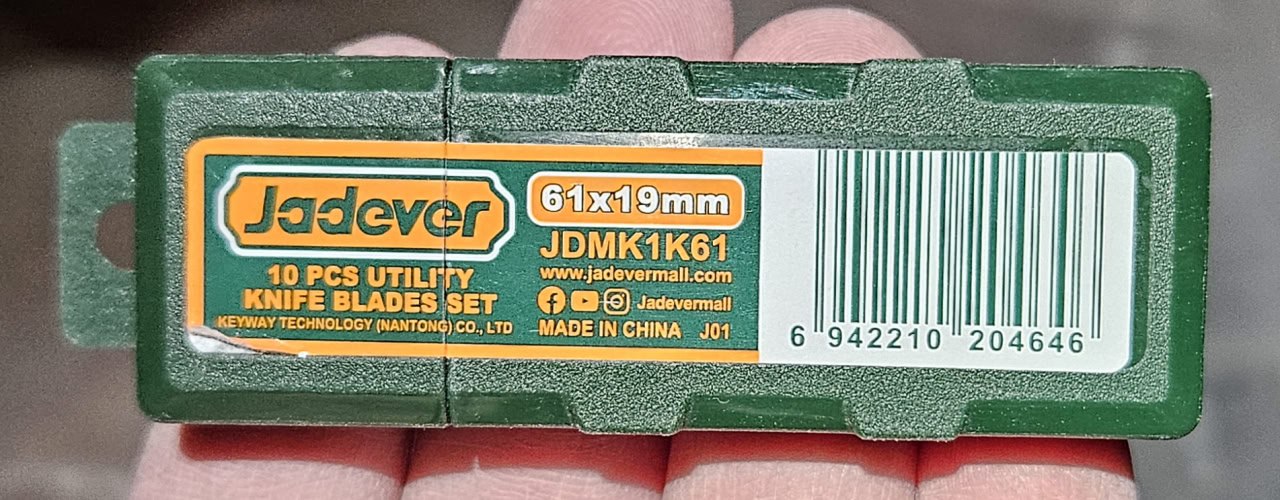 Jadever
10 PCS UTILITY
KNIFE BLADES SET
KEYWAY TECHNOLOGY (NANTONG) CO., LTD
61x19mm
JDMK1K61
www.jadevermall.com
Jadevermall
MADE IN CHINA J01
6 942210 204646